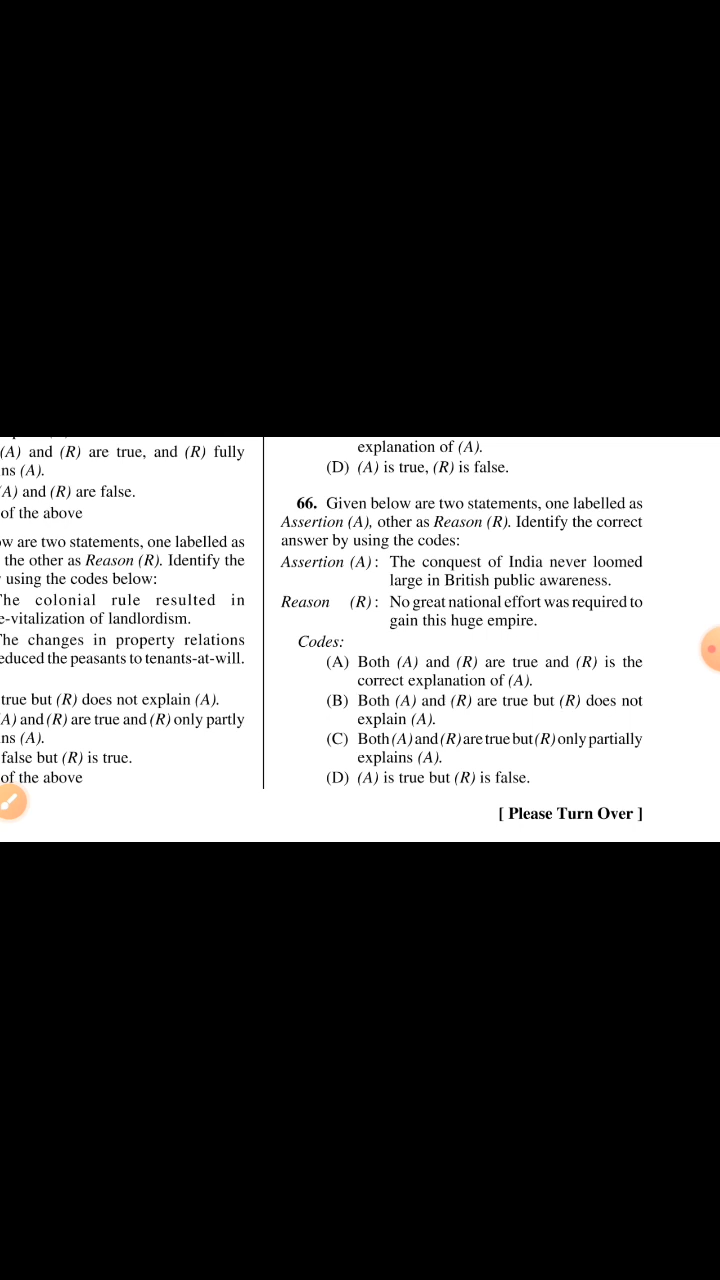 (A) and (R) are true, and (R) fully
ns (A).
A) and (R) are false.
of the above
w are two statements, one labelled as
the other as Reason (R). Identify the
using the codes below:
he colonial rule resulted in
e-vitalization of landlordism.
he changes in property relations
educed the peasants to tenants-at-will.
true but (R) does not explain (A).
A) and (R) are true and (R) only partly
ns (A).
false but (R) is true.
of the above
explanation of (A).
(D) (A) is true, (R) is false.
66. Given below are two statements, one labelled as
Assertion (A), other as Reason (R). Identify the correct
answer by using the codes:
Assertion (A): The conquest of India never loomed
large in British public awareness.
Reason (R): No great national effort was required to
gain this huge empire.
Codes:
(A) Both (A) and (R) are true and (R) is the
correct explanation of (A).
(B) Both (A) and (R) are true but (R) does not
explain (A).
(C) Both (A) and (R) are true but (R) only partially
explains (A).
(D) (A) is true but (R) is false.
[ Please Turn Over ]